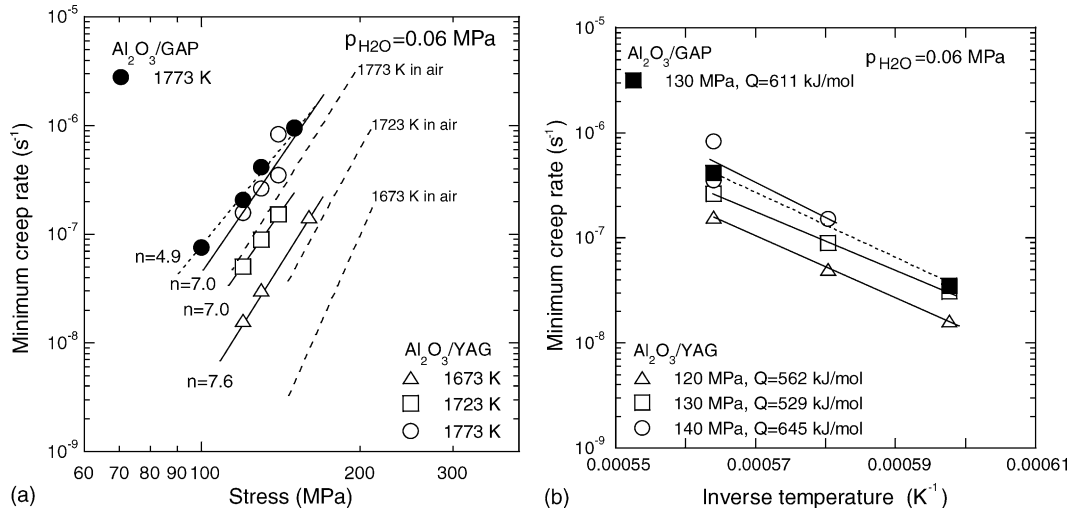 Al₂O₃/GAP
1773 K
p_H2O=0.06 MPa
1773 K in air
1723 K in air
1673 K in air
n=4.9
n=7.0
n=7.0
n=7.6
Al₂O₃/YAG
1673 K
1723 K
1773 K
10⁻⁵
10⁻⁶
10⁻⁷
10⁻⁸
10⁻⁹
Minimum creep rate (s⁻¹)
60 70 80 90 100 200 300
Stress (MPa)
(a)
Al₂O₃/GAP
130 MPa, Q=611 kJ/mol
p_H2O=0.06 MPa
Al₂O₃/YAG
120 MPa, Q=562 kJ/mol
130 MPa, Q=529 kJ/mol
140 MPa, Q=645 kJ/mol
10⁻⁵
10⁻⁶
10⁻⁷
10⁻⁸
10⁻⁹
Minimum creep rate (s⁻¹)
0.00055 0.00057 0.00059 0.00061
Inverse temperature (K⁻¹)
(b)